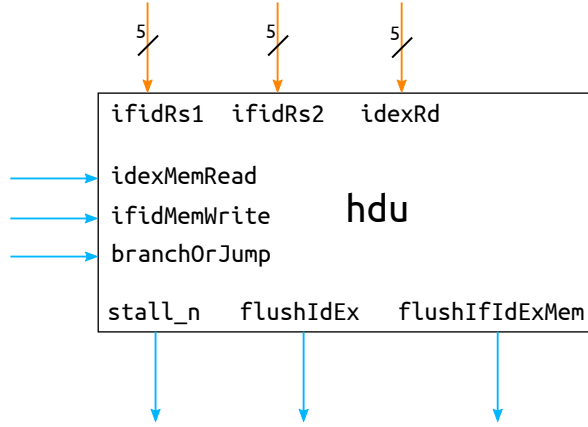 5 5 5
ifidRs1 ifidRs2 idexRd
idexMemRead
ifidMemWrite
branchOrJump
hdu
stall_n flushIdEx flushIfIdExMem